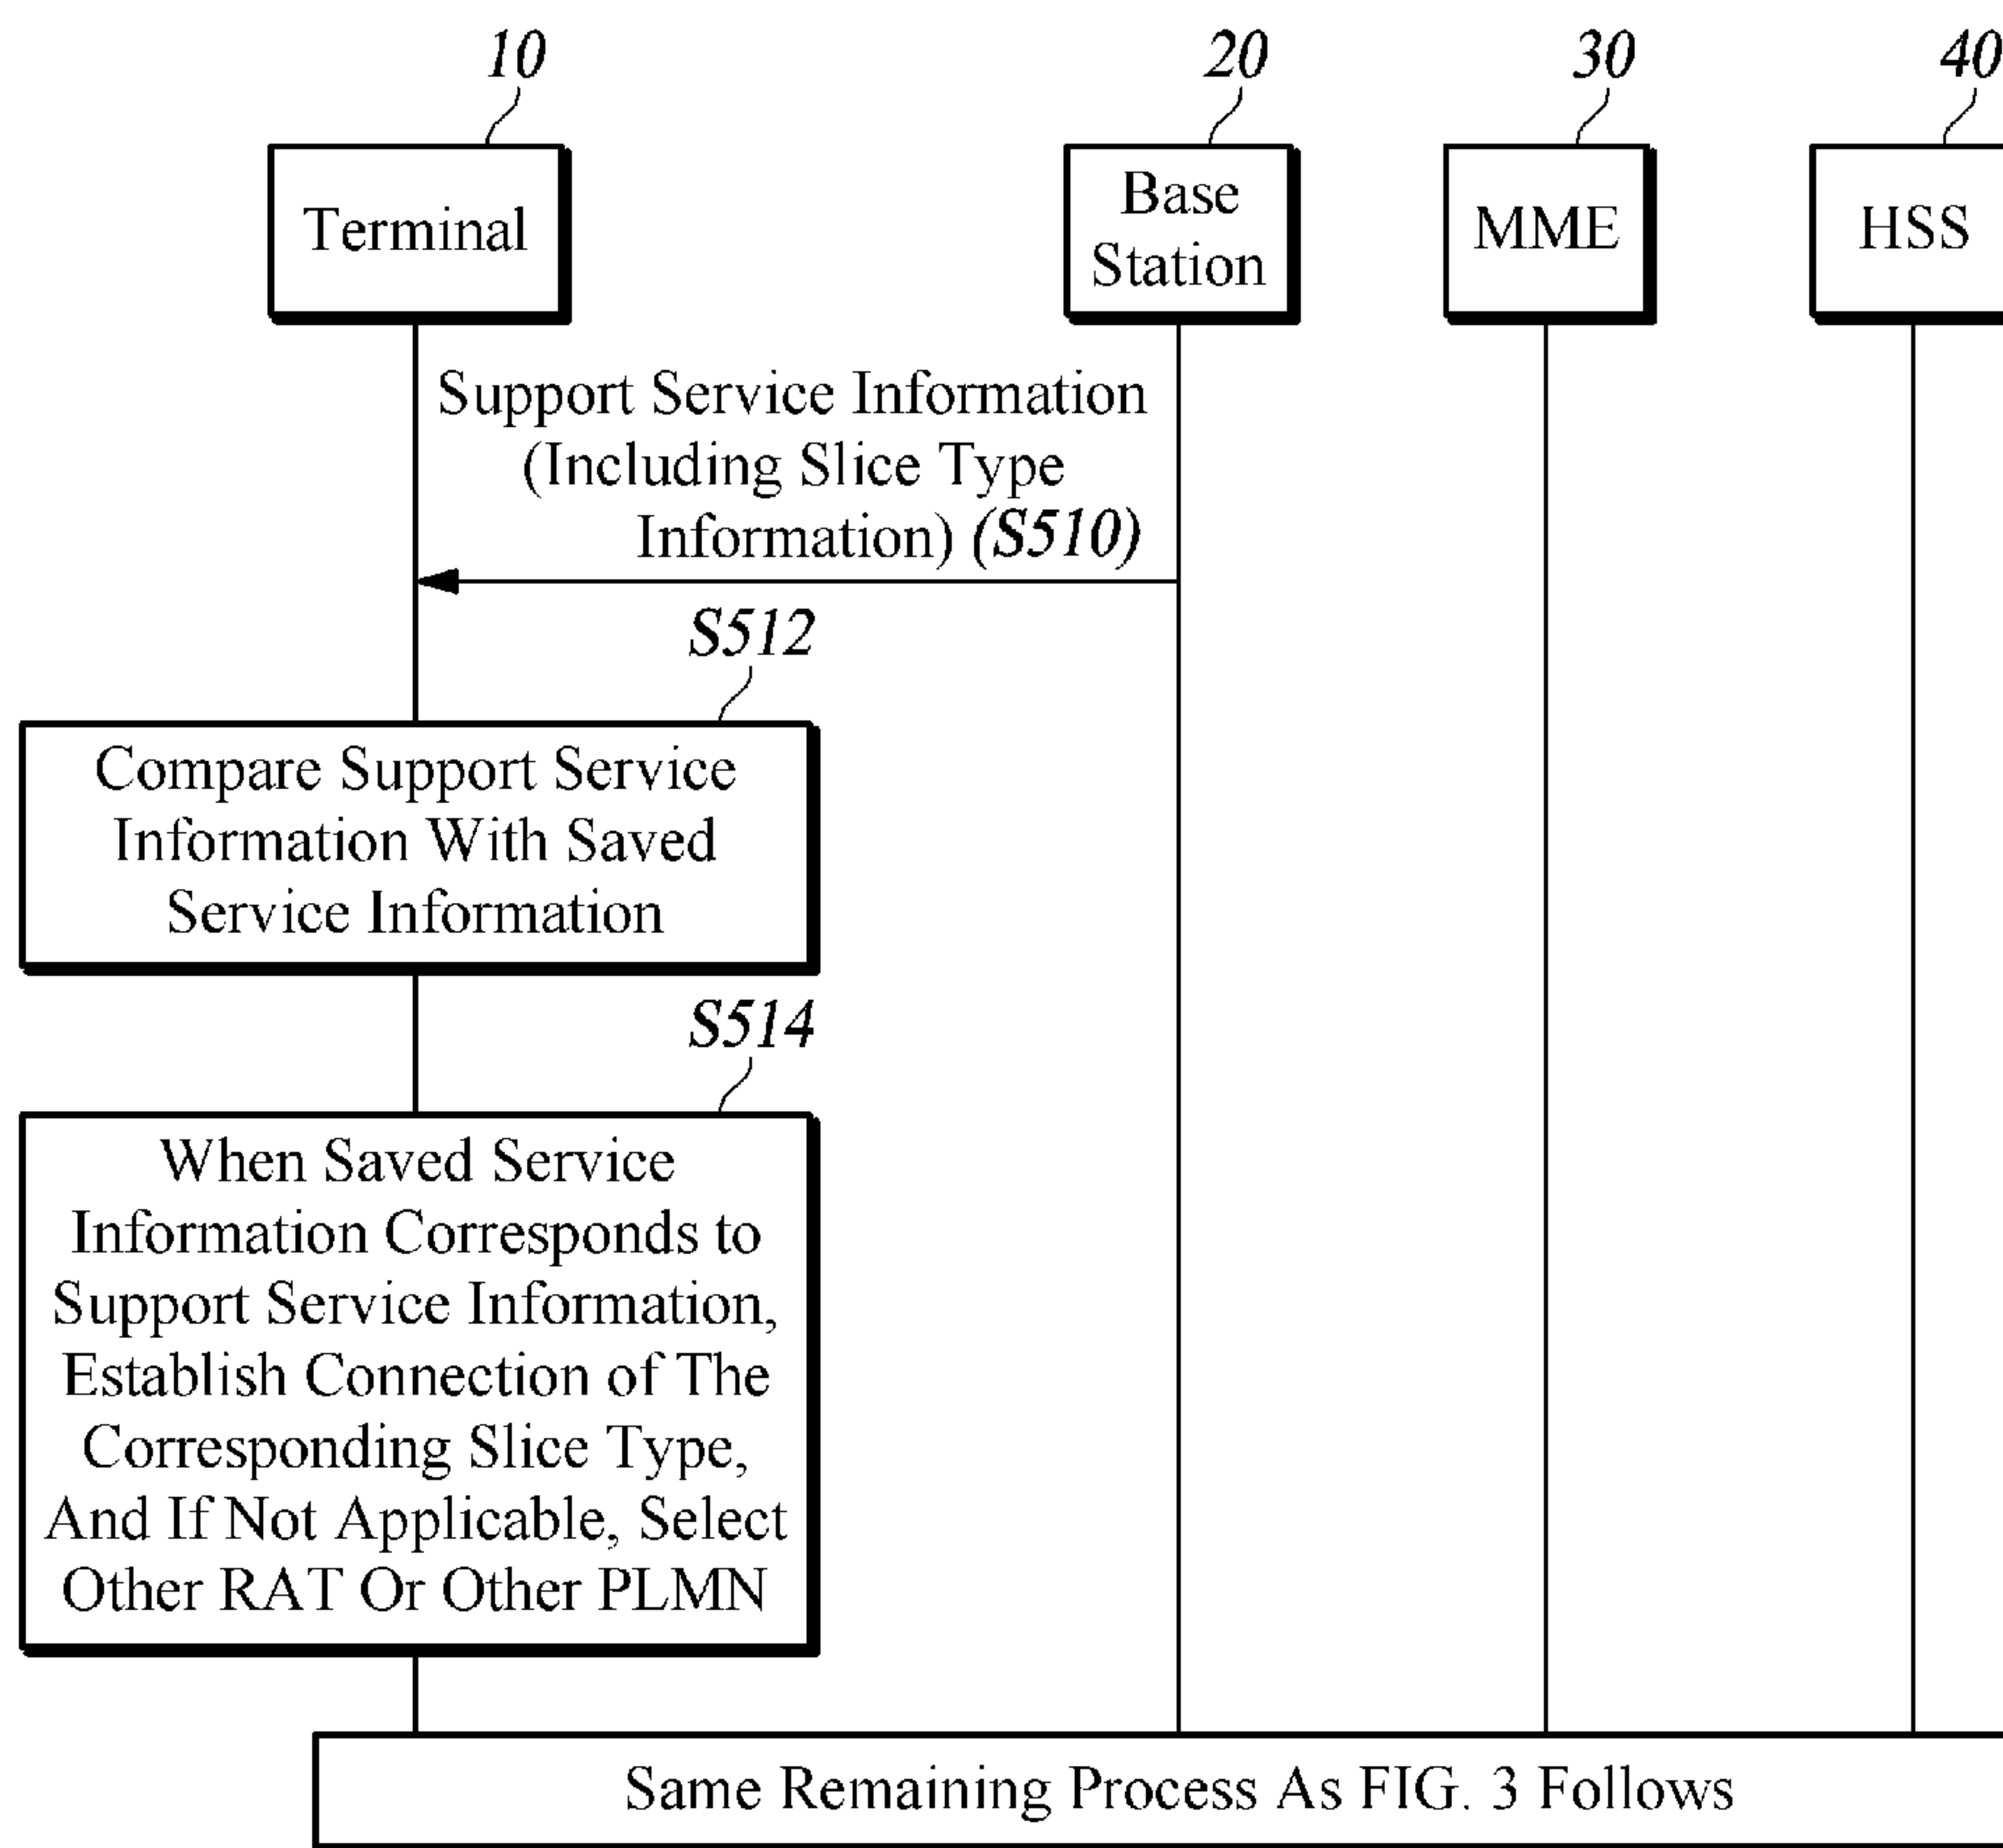 10
20
30
40
Terminal
Base
Station
MME
HSS
Support Service Information
(Including Slice Type
Information) (S510)
S512
Compare Support Service
Information With Saved
Service Information
S514
When Saved Service
Information Corresponds to
Support Service Information,
Establish Connection of The
Corresponding Slice Type,
And If Not Applicable, Select
Other RAT Or Other PLMN
Same Remaining Process As FIG. 3 Follows